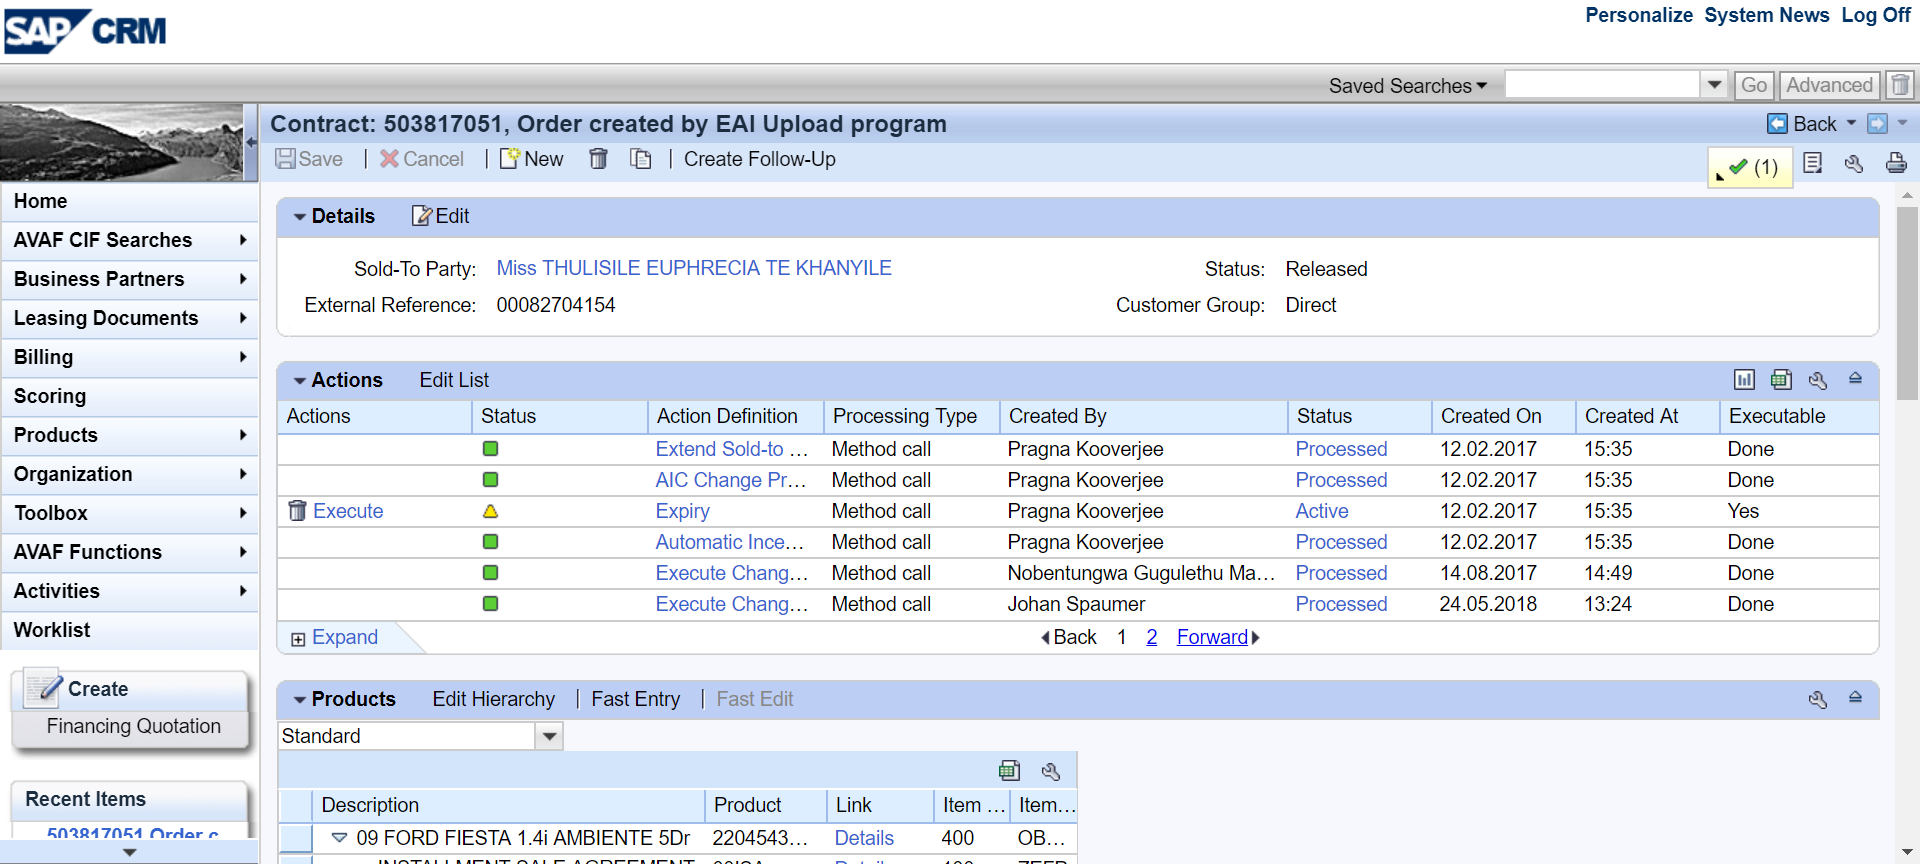 SAP CRM
Personalize System News Log Off
Saved Searches Go Advanced
Contract: 503817051, Order created by EAI Upload program
Back
Save | Cancel | New | Create Follow-Up
(1)
Home
AVAF CIF Searches
Business Partners
Leasing Documents
Billing
Scoring
Products
Organization
Toolbox
AVAF Functions
Activities
Worklist
Create
Financing Quotation
Recent Items
503817051 Order c
Details Edit
Sold-To Party: Miss THULISILE EUPHRECIA TE KHANYILE Status: Released
External Reference: 00082704154 Customer Group: Direct
Actions Edit List
Actions Status Action Definition Processing Type Created By Status Created On Created At Executable
Extend Sold-to ... Method call Pragna Kooverjee Processed 12.02.2017 15:35 Done
AIC Change Pr... Method call Pragna Kooverjee Processed 12.02.2017 15:35 Done
Execute Expiry Method call Pragna Kooverjee Active 12.02.2017 15:35 Yes
Automatic Ince... Method call Pragna Kooverjee Processed 12.02.2017 15:35 Done
Execute Chang... Method call Nobentungwa Gugulethu Ma... Processed 14.08.2017 14:49 Done
Execute Chang... Method call Johan Spaumer Processed 24.05.2018 13:24 Done
Expand Back 1 2 Forward
Products Edit Hierarchy | Fast Entry | Fast Edit
Standard
Description Product Link Item ... Item...
09 FORD FIESTA 1.4i AMBIENTE 5Dr 2204543... Details 400 OB...
INSTALLMENT SALE AGREEMENT